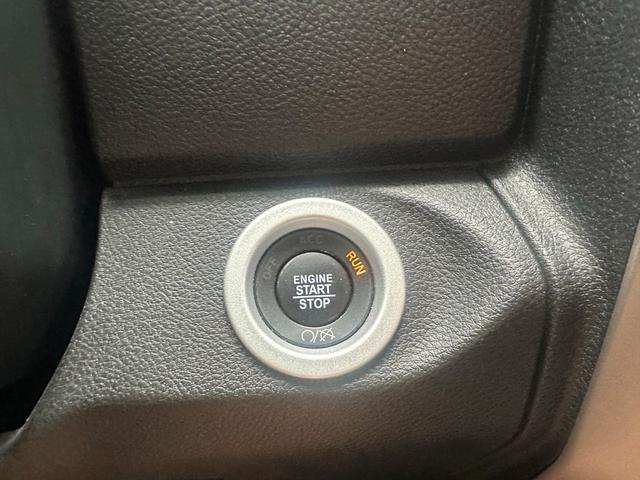 OFF
ACC
RUN
ENGINE
START
STOP